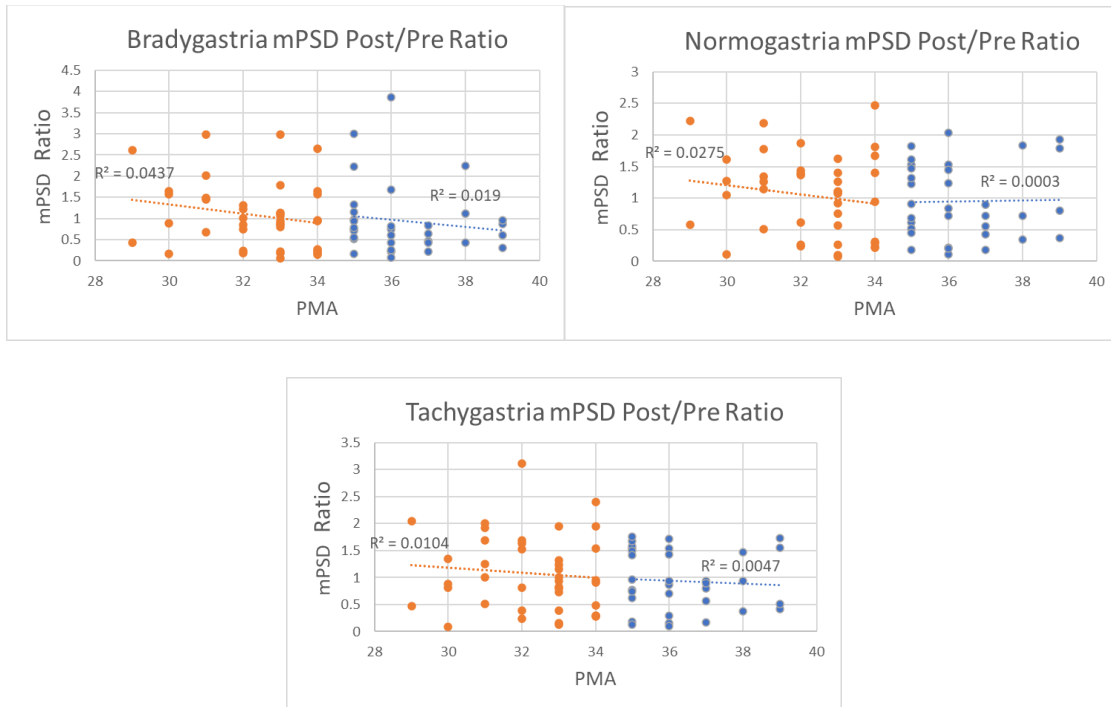 Bradygastria mPSD Post/Pre Ratio
4.5
4
3.5
3
2.5
2
1.5
1
0.5
0
mPSD Ratio
R² = 0.0437
R² = 0.019
28 30 32 34 36 38 40
PMA
Normogastria mPSD Post/Pre Ratio
3
2.5
2
1.5
1
0.5
0
mPSD Ratio
R² = 0.0275
R² = 0.0003
28 30 32 34 36 38 40
PMA
Tachygastria mPSD Post/Pre Ratio
3.5
3
2.5
2
1.5
1
0.5
0
mPSD Ratio
R² = 0.0104
R² = 0.0047
28 30 32 34 36 38 40
PMA